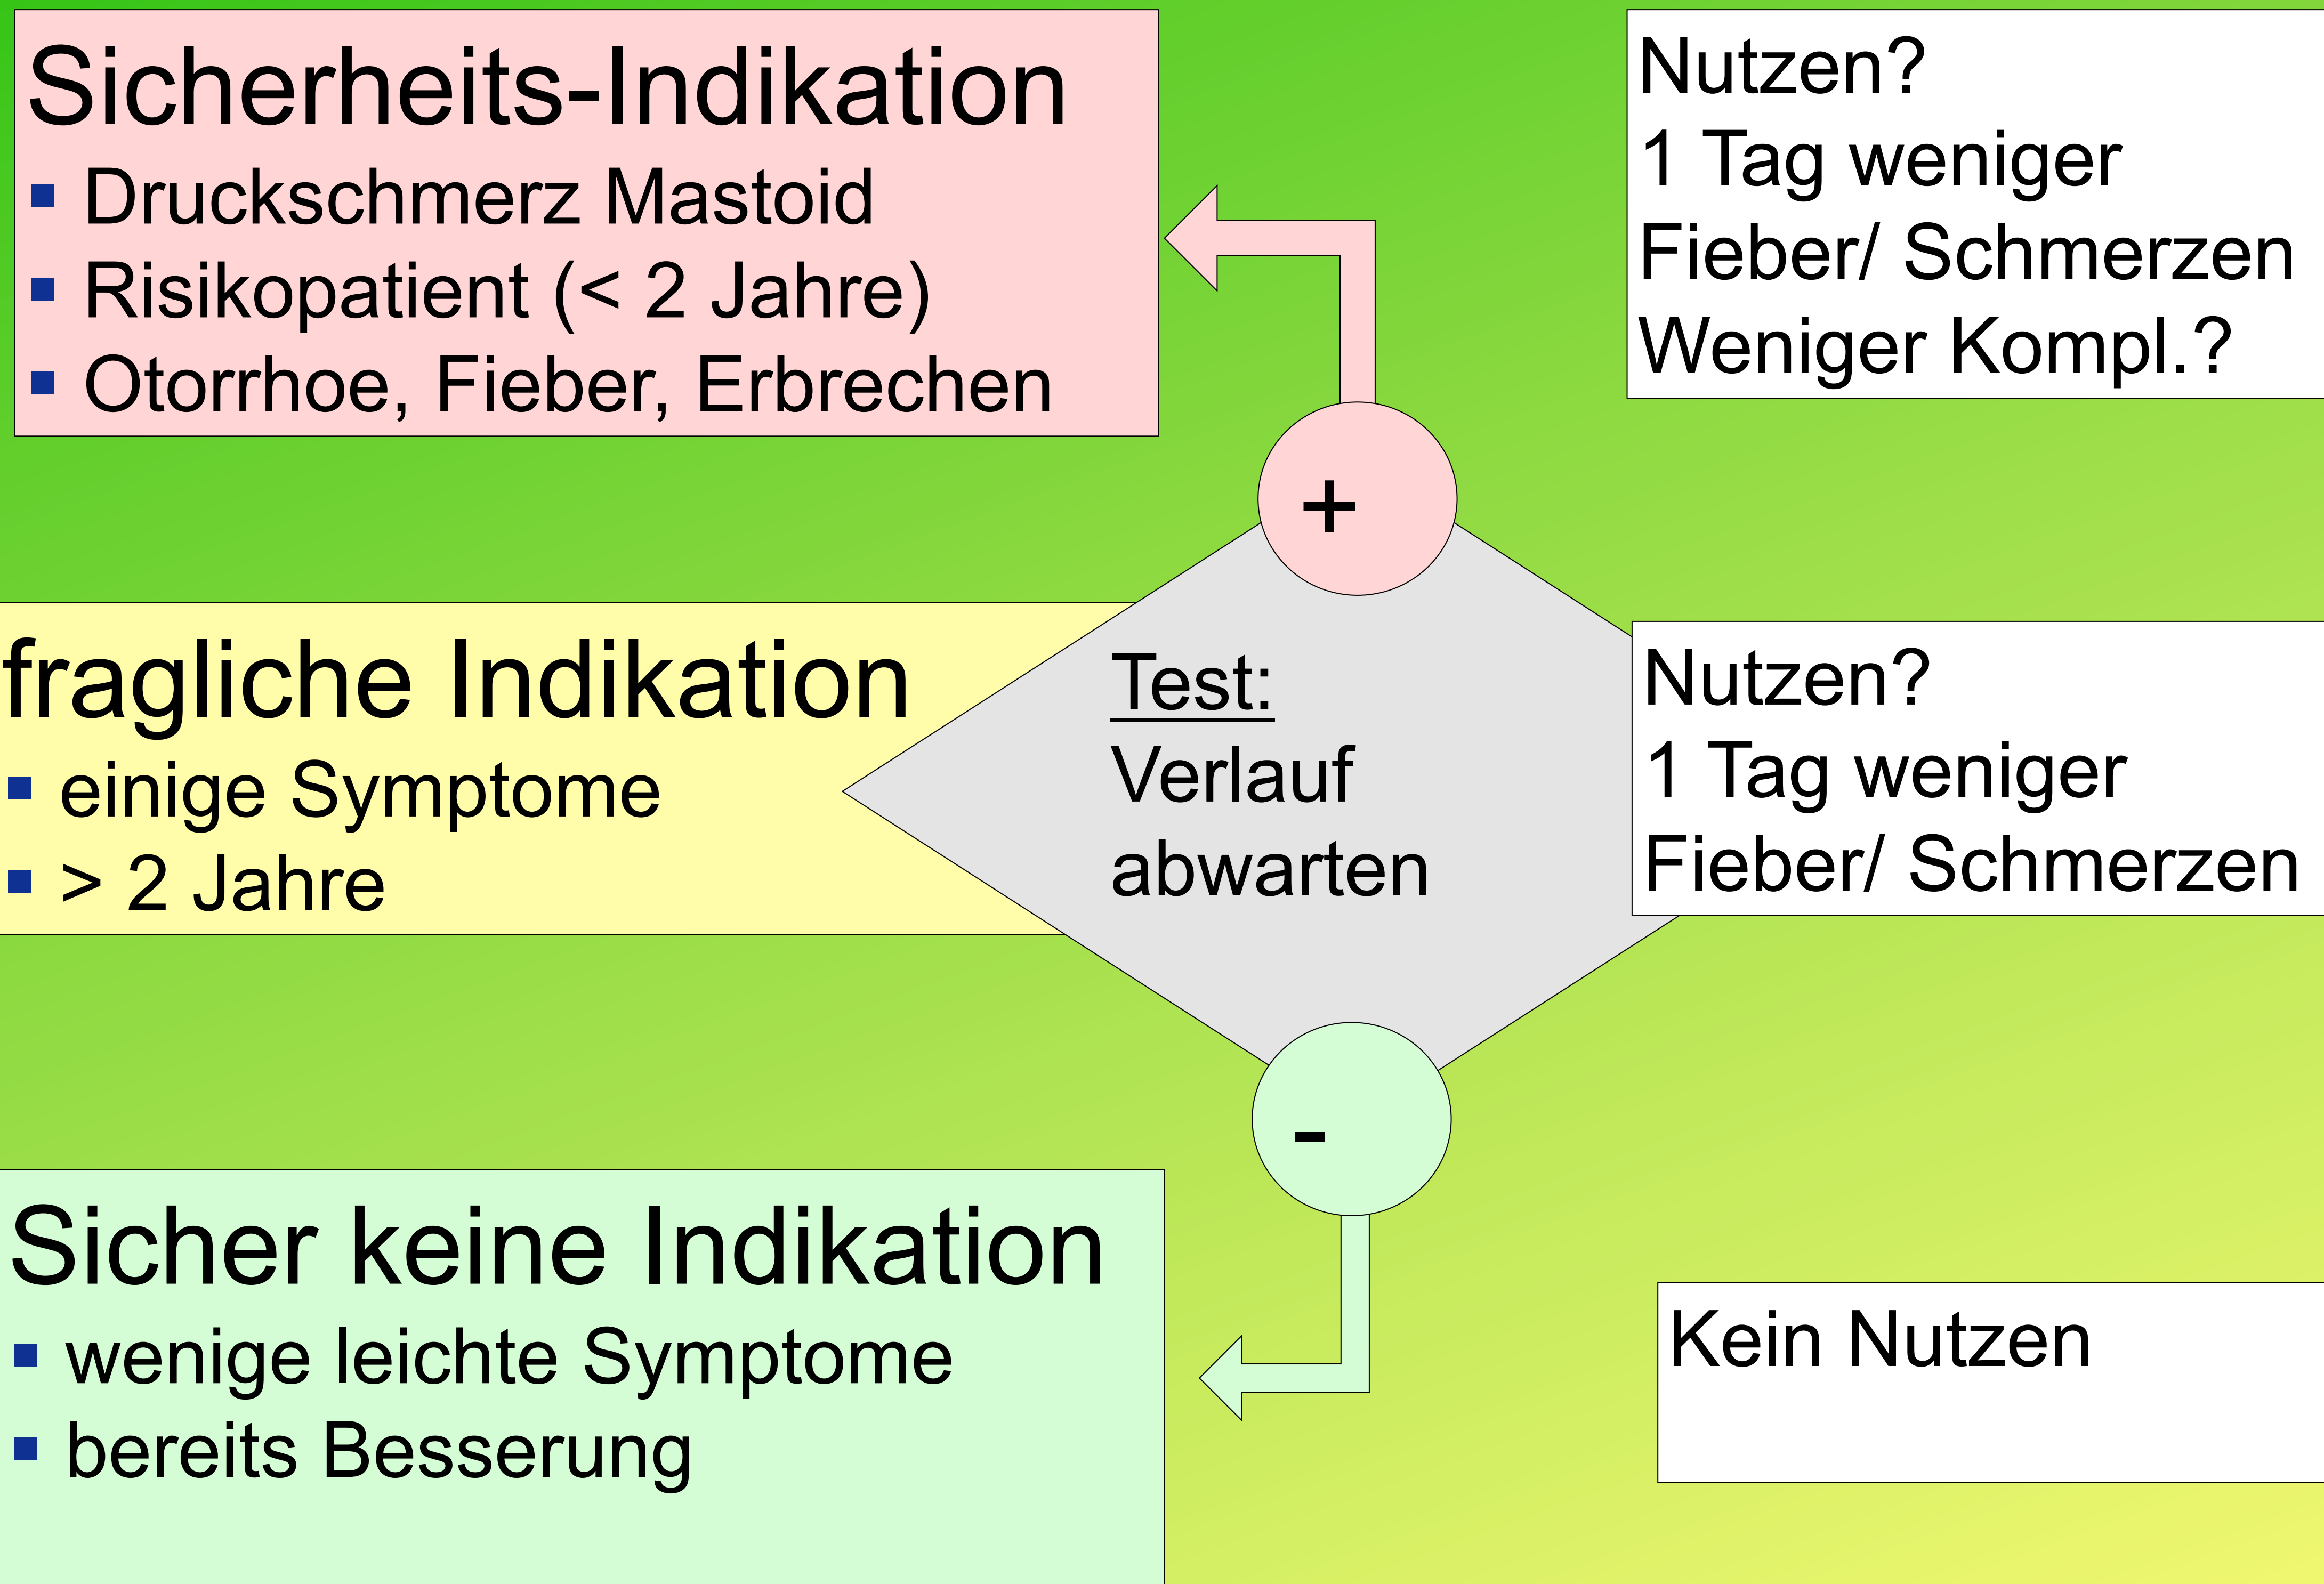 Sicherheits-Indikation
▪ Druckschmerz Mastoid
▪ Risikopatient (< 2 Jahre)
▪ Otorrhoe, Fieber, Erbrechen
Nutzen?
1 Tag weniger
Fieber/ Schmerzen
Weniger Kompl.?
+
fragliche Indikation
▪ einige Symptome
▪ > 2 Jahre
Test:
Verlauf
abwarten
Nutzen?
1 Tag weniger
Fieber/ Schmerzen
-
Sicher keine Indikation
▪ wenige leichte Symptome
▪ bereits Besserung
Kein Nutzen